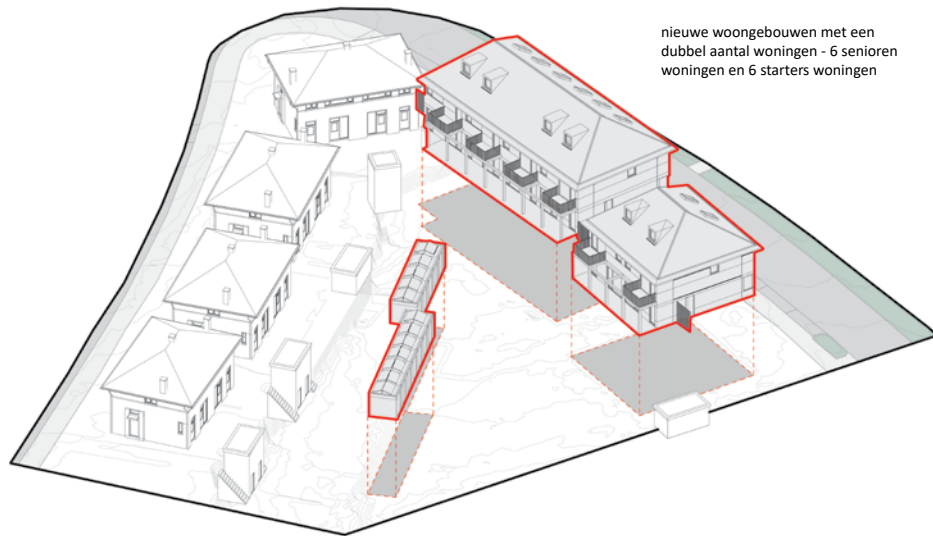 nieuwe woongebouwen met een
dubbel aantal woningen - 6 senioren
woningen en 6 starters woningen